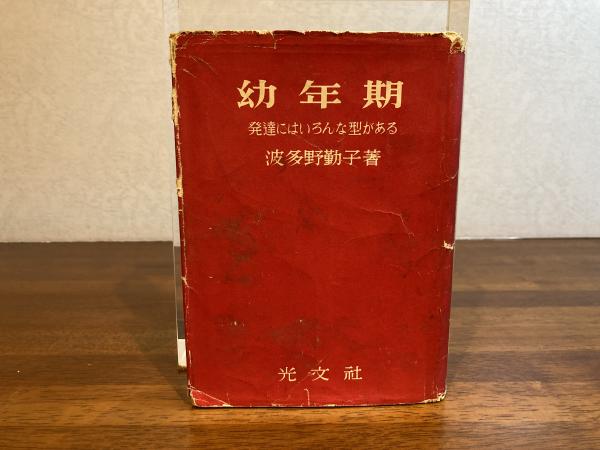 幼年期
発達にはいろんな型がある
波多野勤子著
光文社